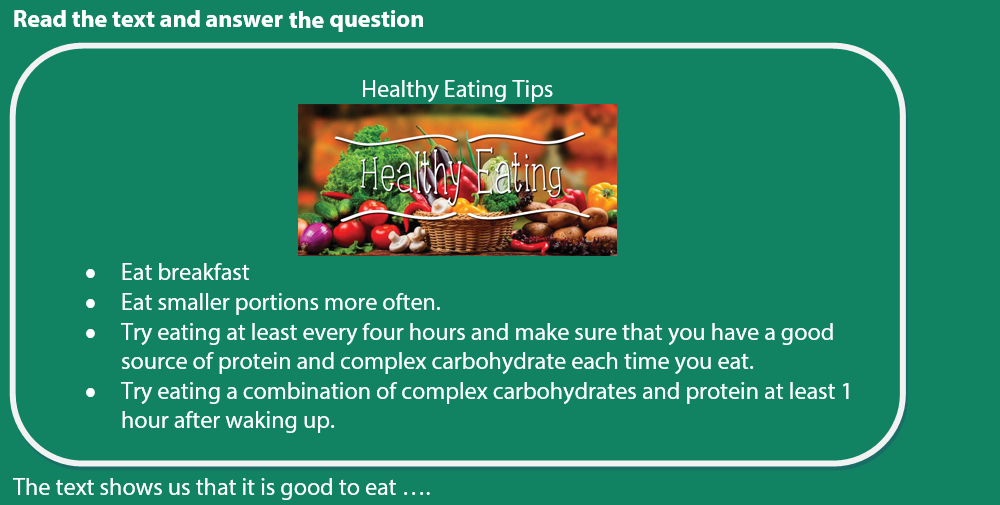 Read the text and answer the question
Healthy Eating Tips
Healthy Eating
• Eat breakfast
• Eat smaller portions more often.
• Try eating at least every four hours and make sure that you have a good
source of protein and complex carbohydrate each time you eat.
• Try eating a combination of complex carbohydrates and protein at least 1
hour after waking up.
The text shows us that it is good to eat ....